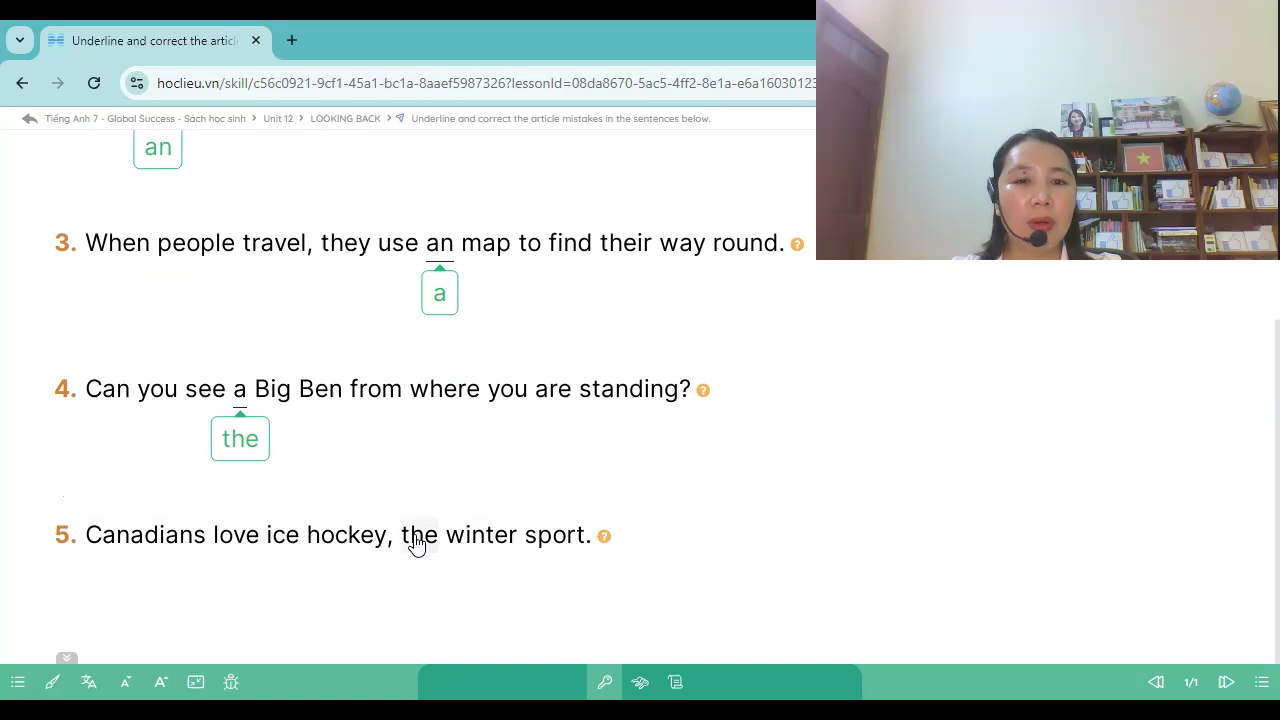 Underline and correct the articl
hoclieu.vn/skill/c56c0921-9cf1-45a1-bc1a-8aaef5987326?lessonId=08da8670-5ac5-4ff2-8e1a-e6a16030123
Tiếng Anh 7 - Global Success - Sách học sinh > Unit 12 > LOOKING BACK > Underline and correct the article mistakes in the sentences below.
an
3. When people travel, they use an map to find their way round.
a
4. Can you see a Big Ben from where you are standing?
the
5. Canadians love ice hockey, the winter sport.
1/1